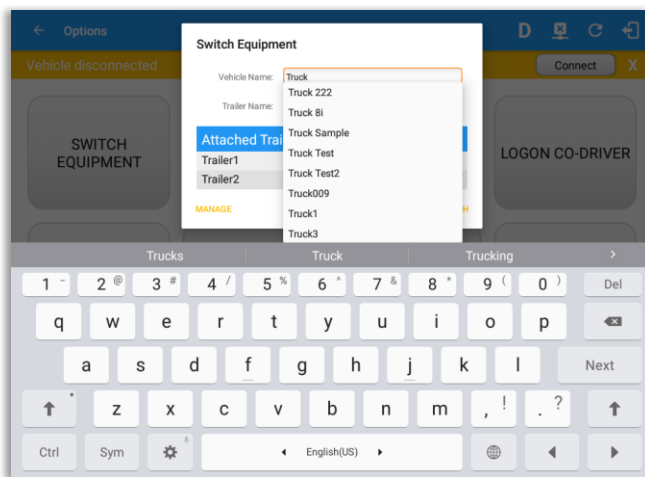 Options
D
Vehicle disconnected
Connect
X
SWITCH
EQUIPMENT
LOGON CO-DRIVER
Switch Equipment
Vehicle Name: Truck
Trailer Name:
Truck 222
Truck 8i
Truck Sample
Truck Test
Truck Test2
Truck009
Truck1
Truck3
Attached Trai
Trailer1
Trailer2
MANAGE
H
Trucks Truck Trucking
1 - 2 @ 3 # 4 / 5 % 6 ^ 7 & 8 * 9 ( 0 ) Del
q w e r t y u i o p
a s d f g h j k l Next
z x c v b n m , ! . ?
Ctrl Sym English(US)